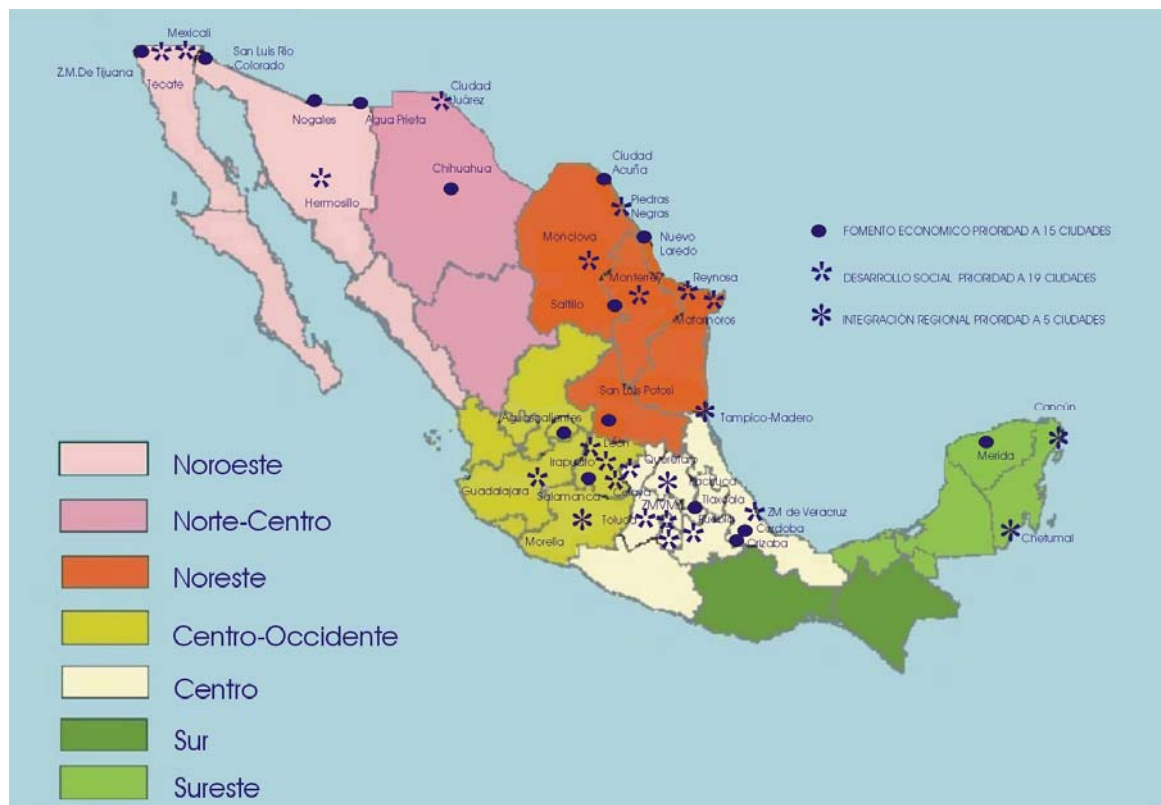 Mexicali
San Luis Río
Colorado
Z.M.De Tijuana
Tecate
Ciudad
Juárez
Nogales
Agua Prieta
Chihuahua
Hermosillo
Ciudad
Acuña
Piedras
Negras
Monclova
Nuevo
Laredo
Monterrey
Reynosa
Saltillo
Matamoros
FOMENTO ECONOMICO PRIORIDAD A 15 CIUDADES
DESARROLLO SOCIAL PRIORIDAD A 19 CIUDADES
INTEGRACIÓN REGIONAL PRIORIDAD A 5 CIUDADES
San Luis Potosí
Tampico-Madero
Cancún
Aguascalientes
León
Merida
Irapuato
Querétaro
Guadalajara
Salamanca
Celaya
Pachuca
Tlaxcala
ZMVM
ZM de Veracruz
Toluca
Puebla
Cordoba
Morelia
Orizaba
Chetumal
Noroeste
Norte-Centro
Noreste
Centro-Occidente
Centro
Sur
Sureste